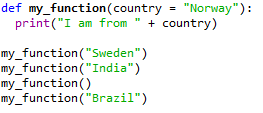 def my_function(country = "Norway"):
  print("I am from " + country)

my_function("Sweden")
my_function("India")
my_function()
my_function("Brazil")